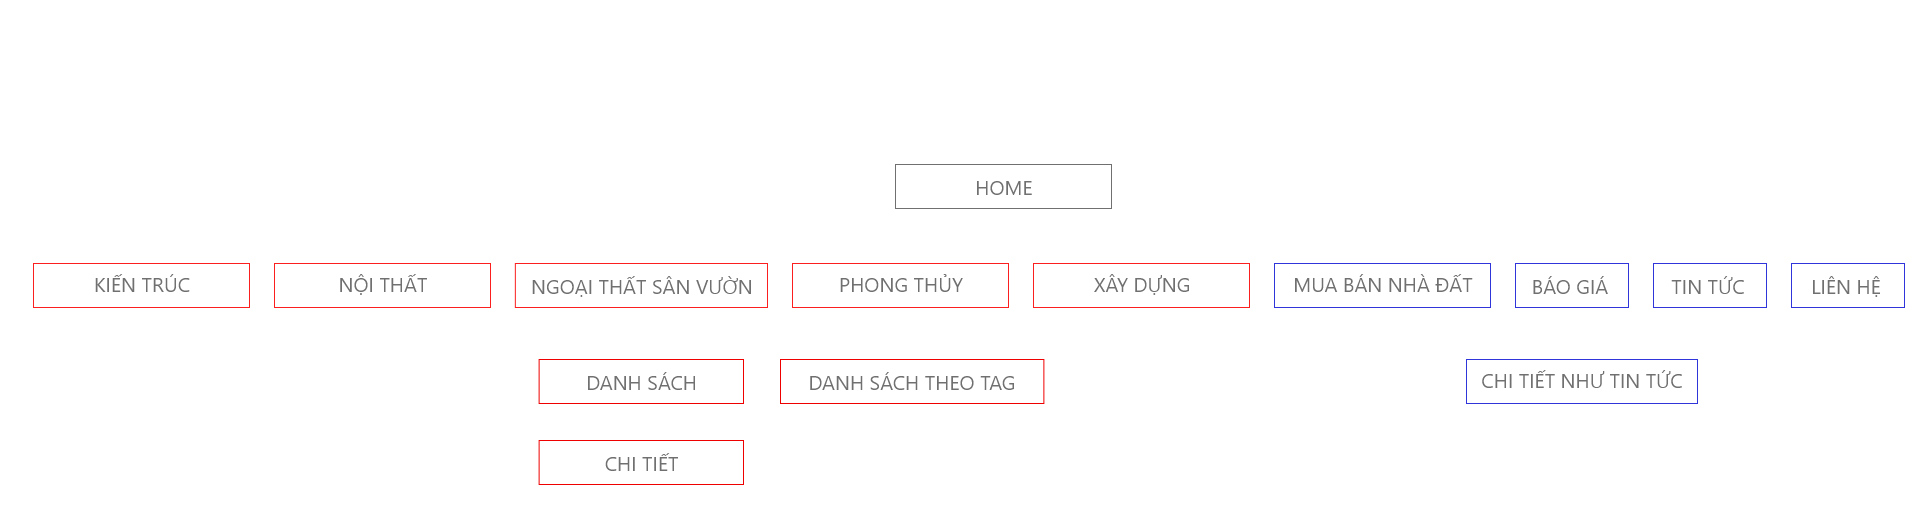 HOME
KIẾN TRÚC
NỘI THẤT
NGOẠI THẤT SÂN VƯỜN
PHONG THỦY
XÂY DỰNG
MUA BÁN NHÀ ĐẤT
BÁO GIÁ
TIN TỨC
LIÊN HỆ
DANH SÁCH
DANH SÁCH THEO TAG
CHI TIẾT NHƯ TIN TỨC
CHI TIẾT